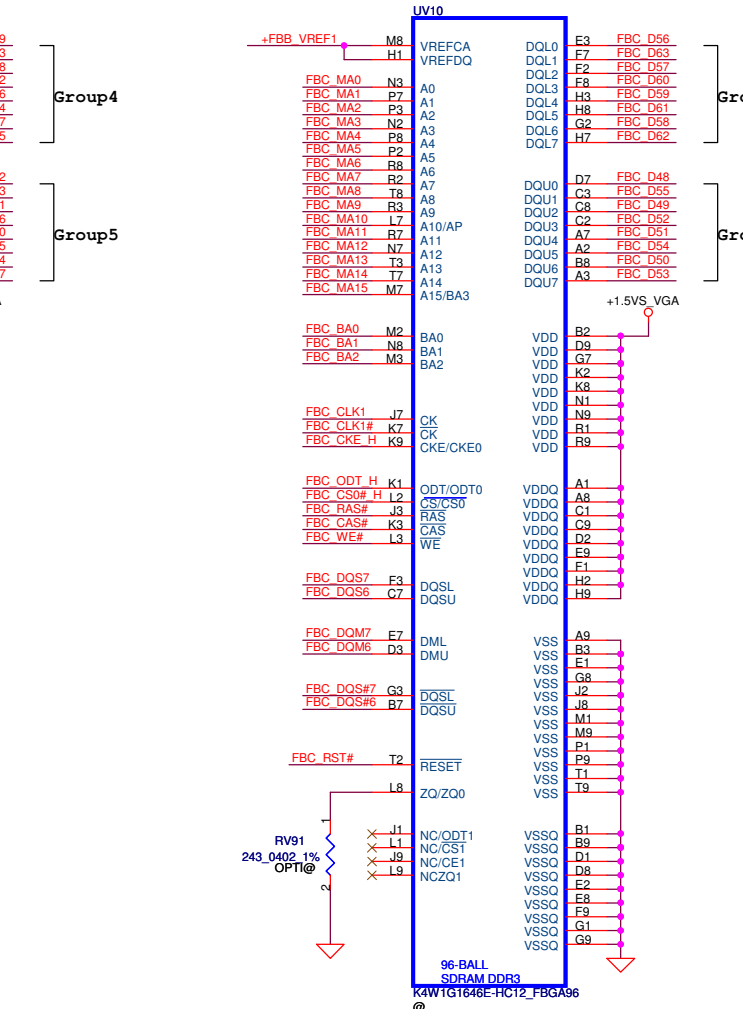 UV10
+FBB_VREF1 M8 VREFCA DQL0 E3 FBC_D56
H1 VREFDQ DQL1 F7 FBC_D63
DQL2 F2 FBC_D57
FBC_MA0 N3 A0 DQL3 F8 FBC_D60
FBC_MA1 P7 A1 DQL4 H3 FBC_D59
FBC_MA2 P3 A2 DQL5 H8 FBC_D61
FBC_MA3 N2 A3 DQL6 G2 FBC_D58
FBC_MA4 P8 A4 DQL7 H7 FBC_D62
FBC_MA5 P2 A5
FBC_MA6 R8 A6
FBC_MA7 R2 A7 DQU0 D7 FBC_D48
FBC_MA8 T8 A8 DQU1 C3 FBC_D55
FBC_MA9 R3 A9 DQU2 C8 FBC_D49
FBC_MA10 L7 A10/AP DQU3 C2 FBC_D52
FBC_MA11 R7 A11 DQU4 A7 FBC_D51
FBC_MA12 N7 A12 DQU5 A2 FBC_D54
FBC_MA13 T3 A13 DQU6 B8 FBC_D50
FBC_MA14 T7 A14 DQU7 A3 FBC_D53
FBC_MA15 M7 A15/BA3
Group4
Group5
+1.5VS_VGA
FBC_BA0 M2 BA0 VDD B2
FBC_BA1 N8 BA1 VDD D9
FBC_BA2 M3 BA2 VDD G7
VDD K2
VDD K8
VDD N1
FBC_CLK1 J7 CK VDD N9
FBC_CLK1# K7 CK VDD R1
FBC_CKE_H K9 CKE/CKE0 VDD R9
FBC_ODT_H K1 ODT/ODT0 VDDQ A1
FBC_CS0#_H L2 CS/CS0 VDDQ A8
FBC_RAS# J3 RAS VDDQ C1
FBC_CAS# K3 CAS VDDQ C9
FBC_WE# L3 WE VDDQ D2
VDDQ E9
VDDQ F1
FBC_DQS7 F3 DQSL VDDQ H2
FBC_DQS6 C7 DQSU VDDQ H9
FBC_DQM7 E7 DML VSS A9
FBC_DQM6 D3 DMU VSS B3
VSS E1
VSS G8
FBC_DQS#7 G3 DQSL VSS J2
FBC_DQS#6 B7 DQSU VSS J8
VSS M1
VSS M9
VSS P1
FBC_RST# T2 RESET VSS P9
VSS T1
L8 ZQ/ZQ0 VSS T9
1
RV91
243_0402_1%
OPTI@
2
J1 NC/ODT1 VSSQ B1
L1 NC/CS1 VSSQ B9
J9 NC/CE1 VSSQ D1
L9 NCZQ1 VSSQ D8
VSSQ E2
VSSQ E8
VSSQ F9
VSSQ G1
VSSQ G9
96-BALL
SDRAM DDR3
K4W1G1646E-HC12_FBGA96
@